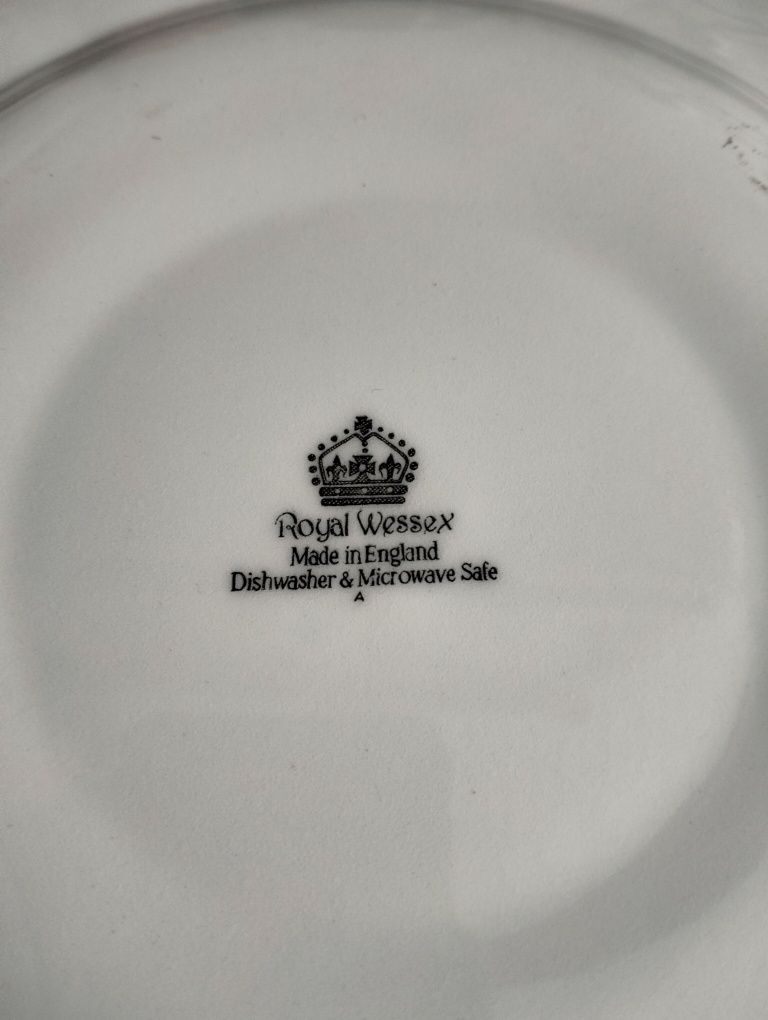 Royal Wessex
Made in England
Dishwasher & Microwave Safe
A